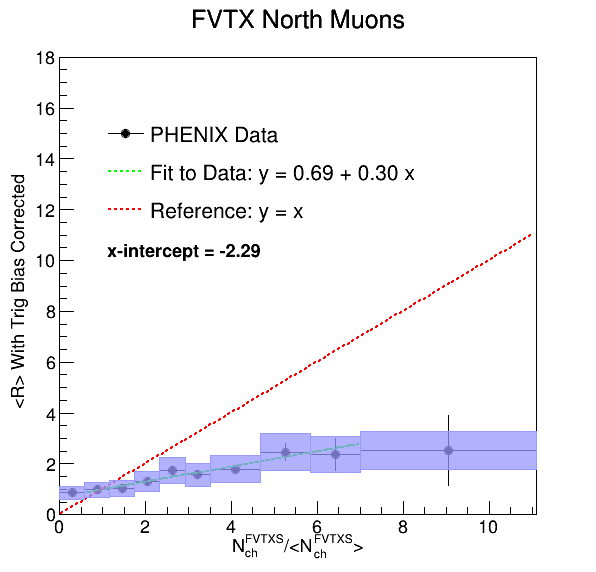 FVTX North Muons
18
16
14
12
10
8
6
4
2
0
<R> With Trig Bias Corrected
PHENIX Data
Fit to Data: y = 0.69 + 0.30 x
Reference: y = x
x-intercept = -2.29
0 2 4 6 8 10
N_ch^FVTXS/<N_ch^FVTXS>